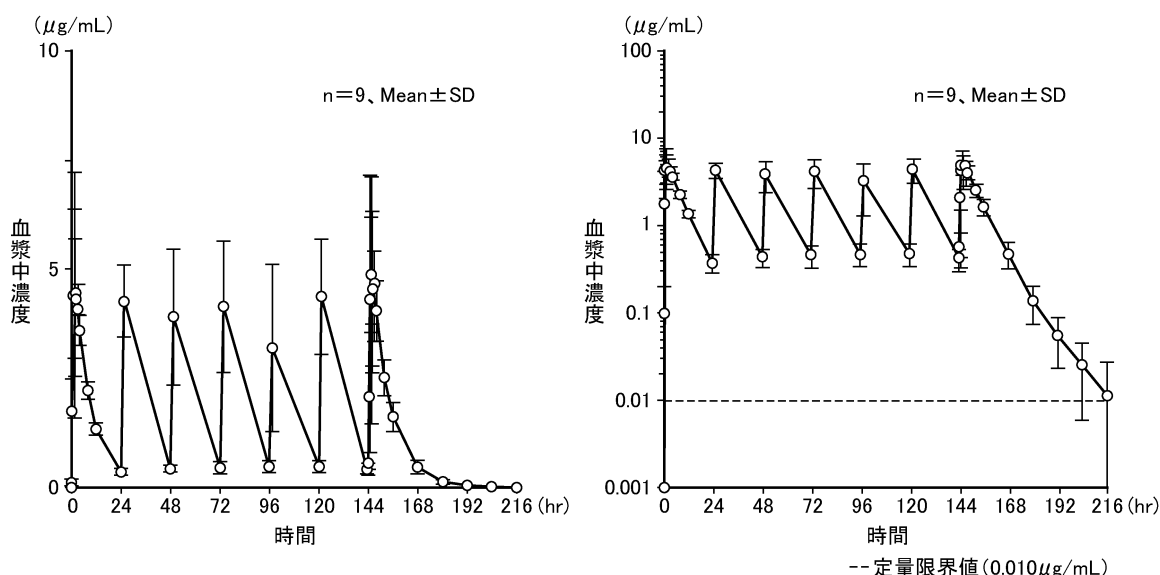 (μg/mL)
10
5
0
n=9、Mean±SD
血漿中濃度
0 24 48 72 96 120 144 168 192 216 (hr)
時間
(μg/mL)
100
10
1
0.1
0.01
0.001
n=9、Mean±SD
血漿中濃度
0 24 48 72 96 120 144 168 192 216 (hr)
時間
--定量限界値(0.010μg/mL)